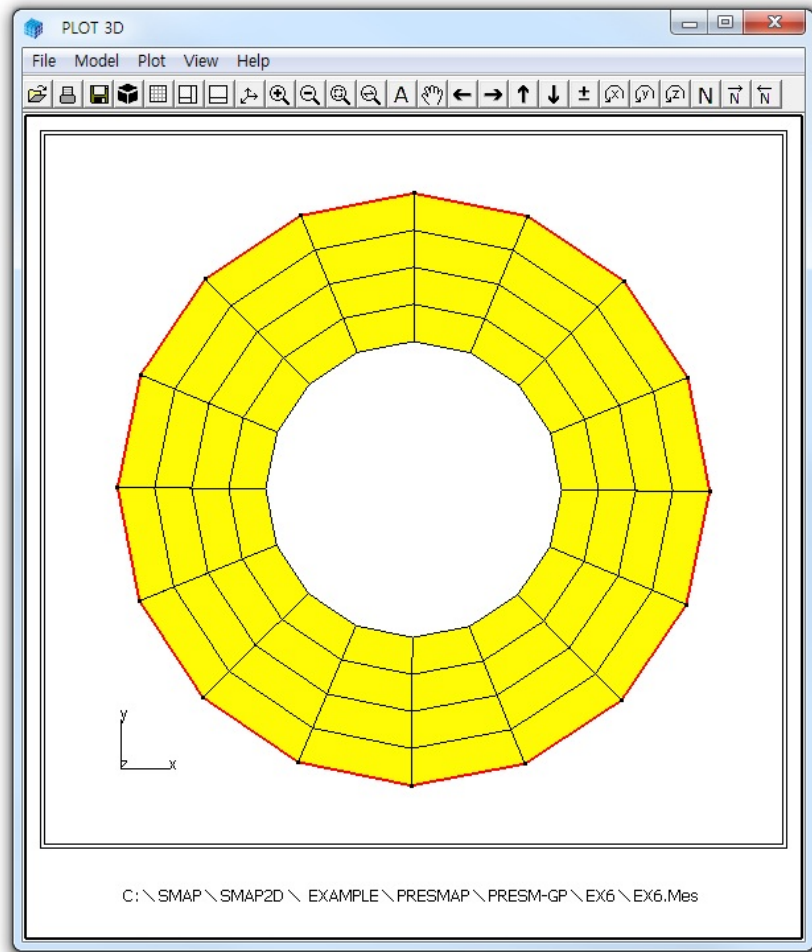 PLOT 3D
File Model Plot View Help
A ± x y z N N N
y
z x
C:\SMAP\SMAP2D\ EXAMPLE\PRESMAP\PRESM-GP\EX6\EX6.Mes